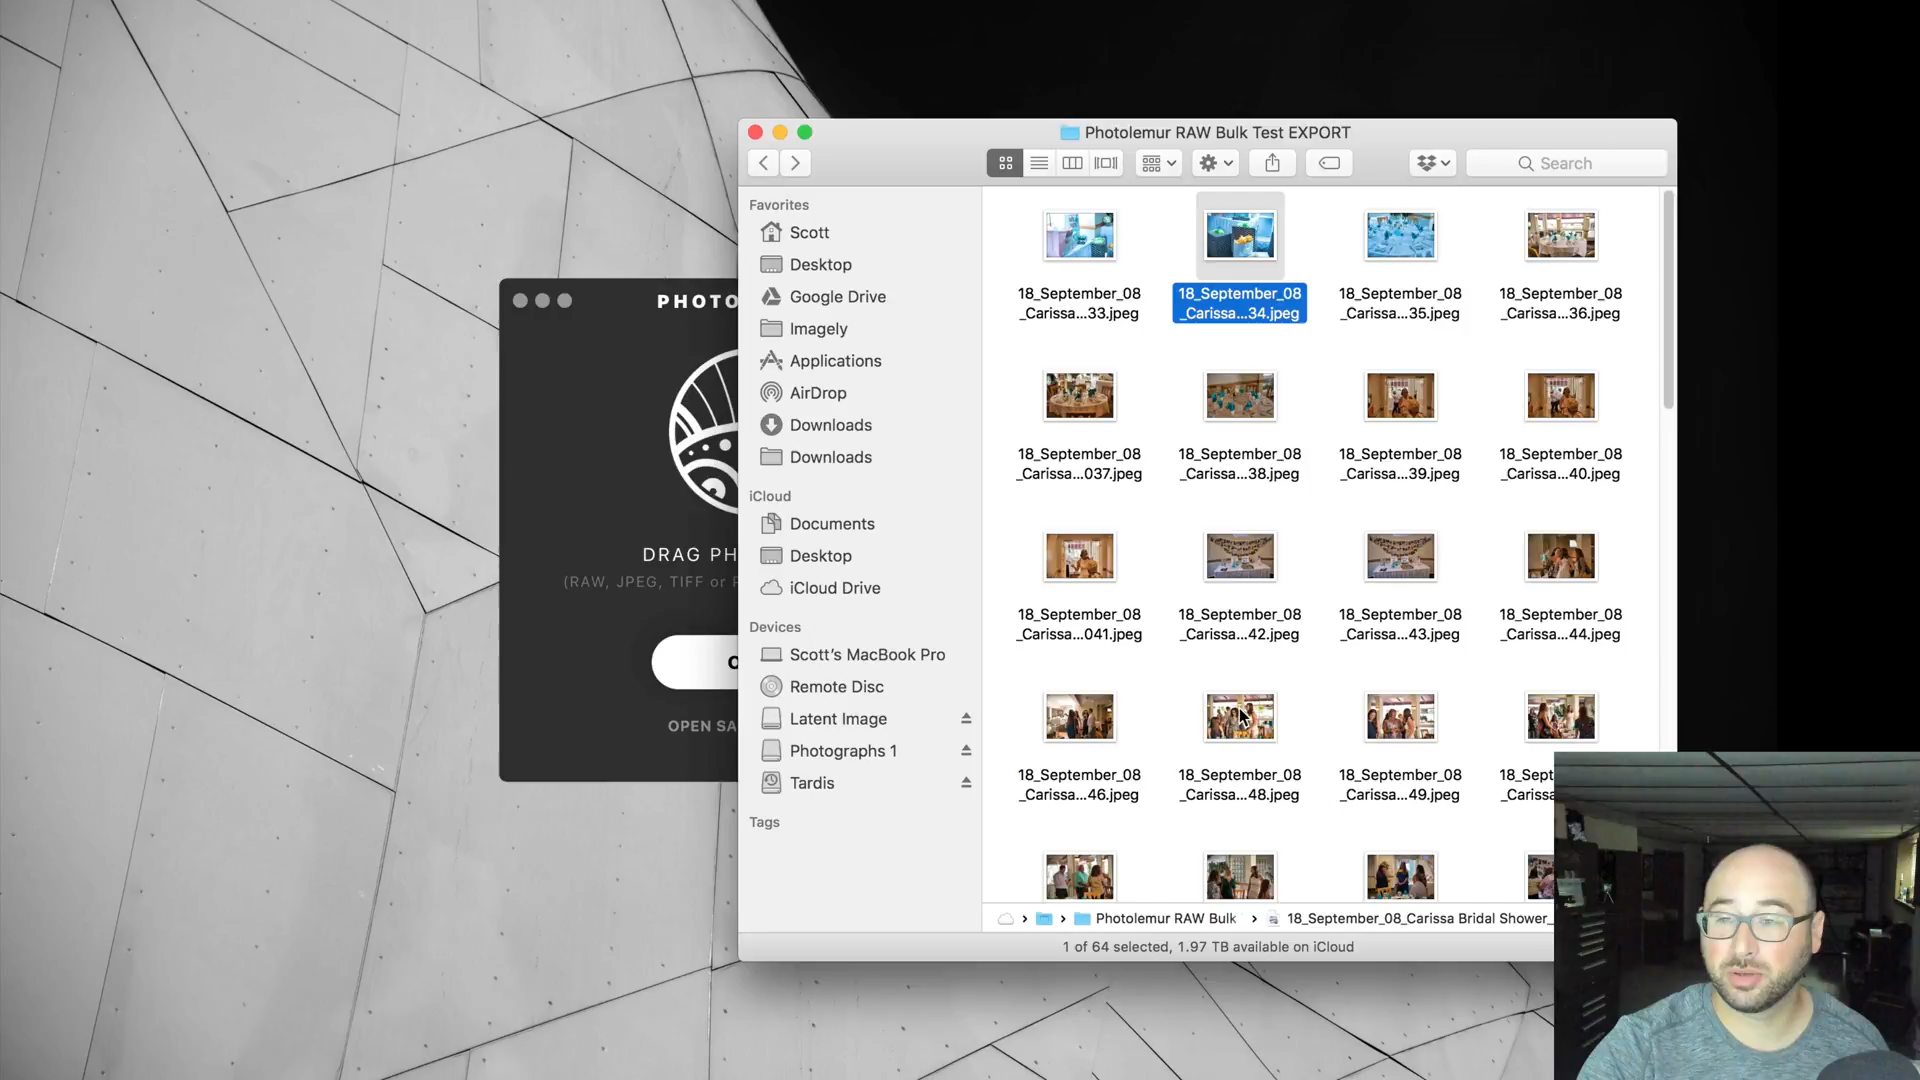 Photolemur RAW Bulk Test EXPORT
Search
Favorites
Scott
Desktop
Google Drive
Imagely
Applications
AirDrop
Downloads
Downloads
iCloud
Documents
Desktop
iCloud Drive
Devices
Scott’s MacBook Pro
Remote Disc
Latent Image
Photographs 1
Tardis
Tags
18_September_08
_Carissa...33.jpeg
18_September_08
_Carissa...34.jpeg
18_September_08
_Carissa...35.jpeg
18_September_08
_Carissa...36.jpeg
18_September_08
_Carissa...037.jpeg
18_September_08
_Carissa...38.jpeg
18_September_08
_Carissa...39.jpeg
18_September_08
_Carissa...40.jpeg
18_September_08
_Carissa...041.jpeg
18_September_08
_Carissa...42.jpeg
18_September_08
_Carissa...43.jpeg
18_September_08
_Carissa...44.jpeg
18_September_08
_Carissa...46.jpeg
18_September_08
_Carissa...48.jpeg
18_September_08
_Carissa...49.jpeg
18_Sept
_Cariss
Photolemur RAW Bulk
18_September_08_Carissa Bridal Shower_
1 of 64 selected, 1.97 TB available on iCloud
PHOTO
DRAG PH
(RAW, JPEG, TIFF or
OPEN SA